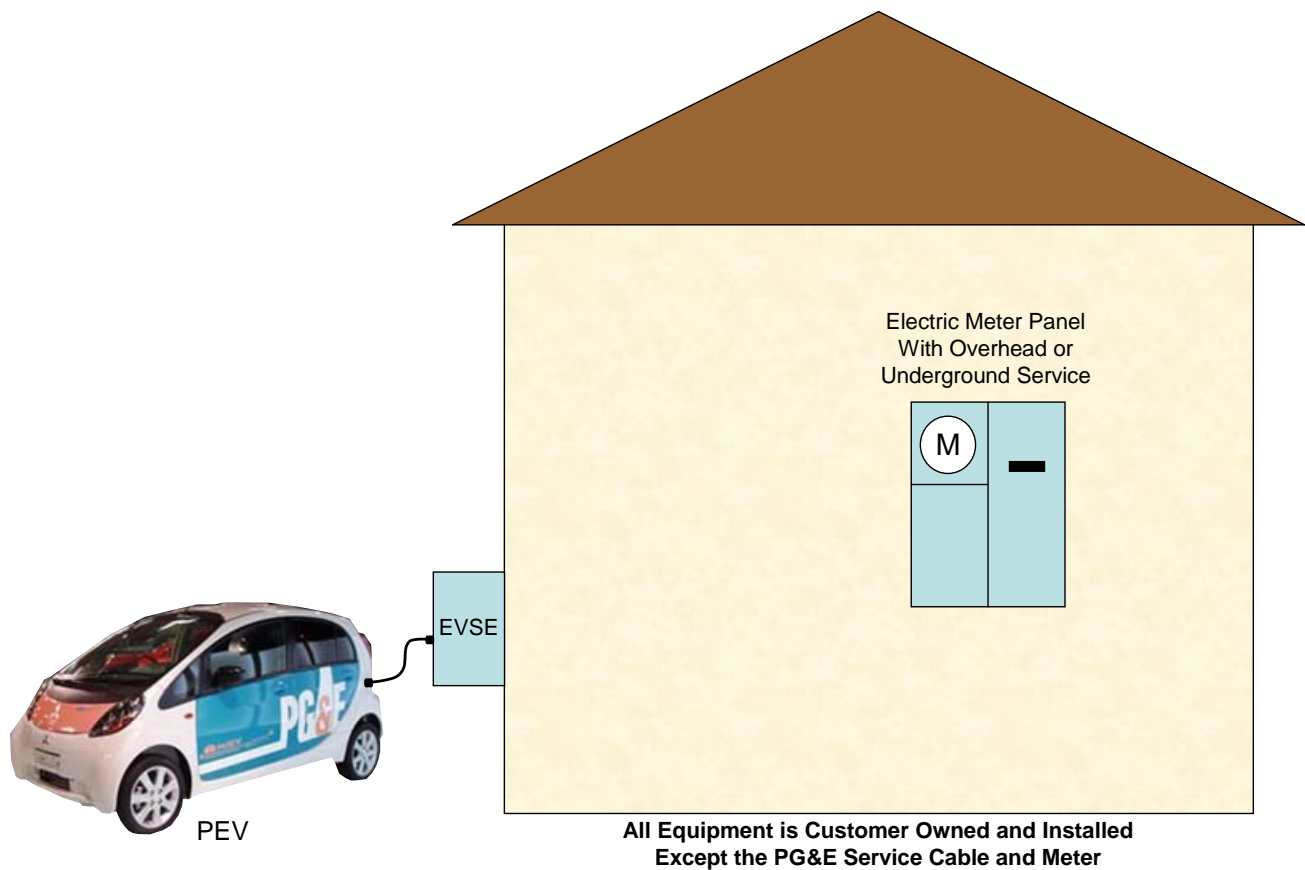 Electric Meter Panel
With Overhead or
Underground Service
M
EVSE
PG&E
PEV
All Equipment is Customer Owned and Installed
Except the PG&E Service Cable and Meter